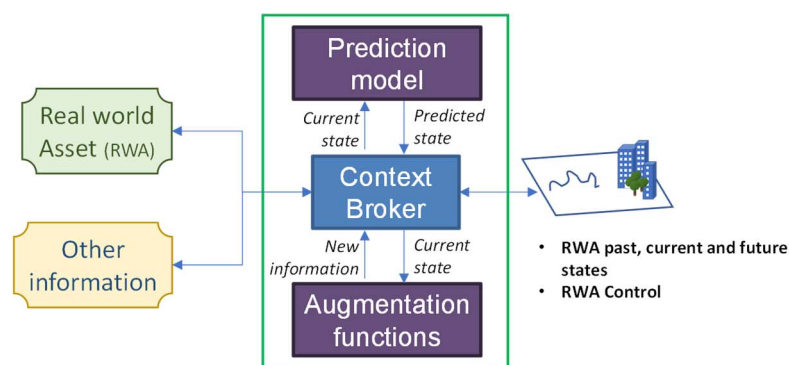 Real world
Asset (RWA)
Other
information
Prediction
model
Current
state
Predicted
state
Context
Broker
New
information
Current
state
Augmentation
functions
• RWA past, current and future
states
• RWA Control